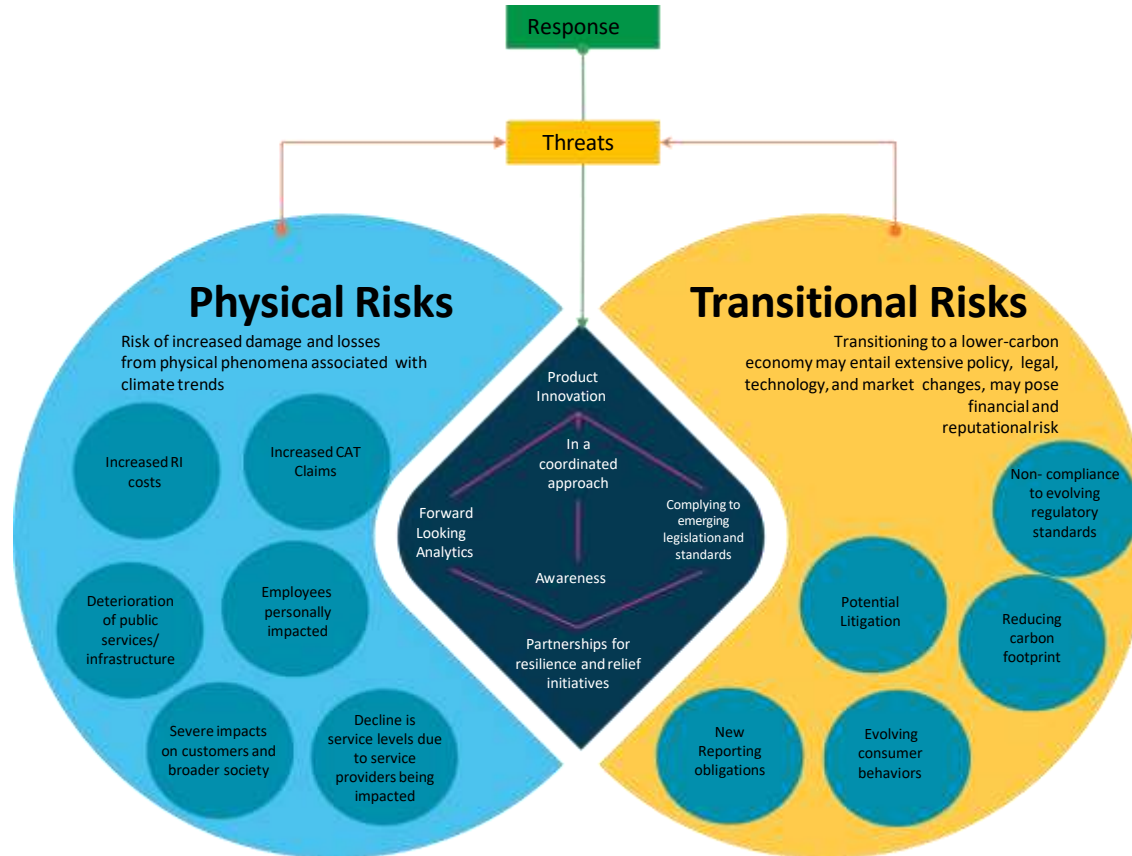 Response
Threats
Physical Risks
Risk of increased damage and losses
from physical phenomena associated with
climate trends
Increased RI
costs
Increased CAT
Claims
Deterioration
of public
services/
infrastructure
Employees
personally
impacted
Severe impacts
on customers and
broader society
Decline is
service levels due
to service
providers being
impacted
Product
Innovation
In a
coordinated
approach
Forward
Looking
Analytics
Complying to
emerging
legislation and
standards
Awareness
Partnerships for
resilience and relief
initiatives
Transitional Risks
Transitioning to a lower-carbon
economy may entail extensive policy, legal,
technology, and market changes, may pose
financial and
reputational risk
Non- compliance
to evolving
regulatory
standards
Potential
Litigation
Reducing
carbon
footprint
New
Reporting
obligations
Evolving
consumer
behaviors